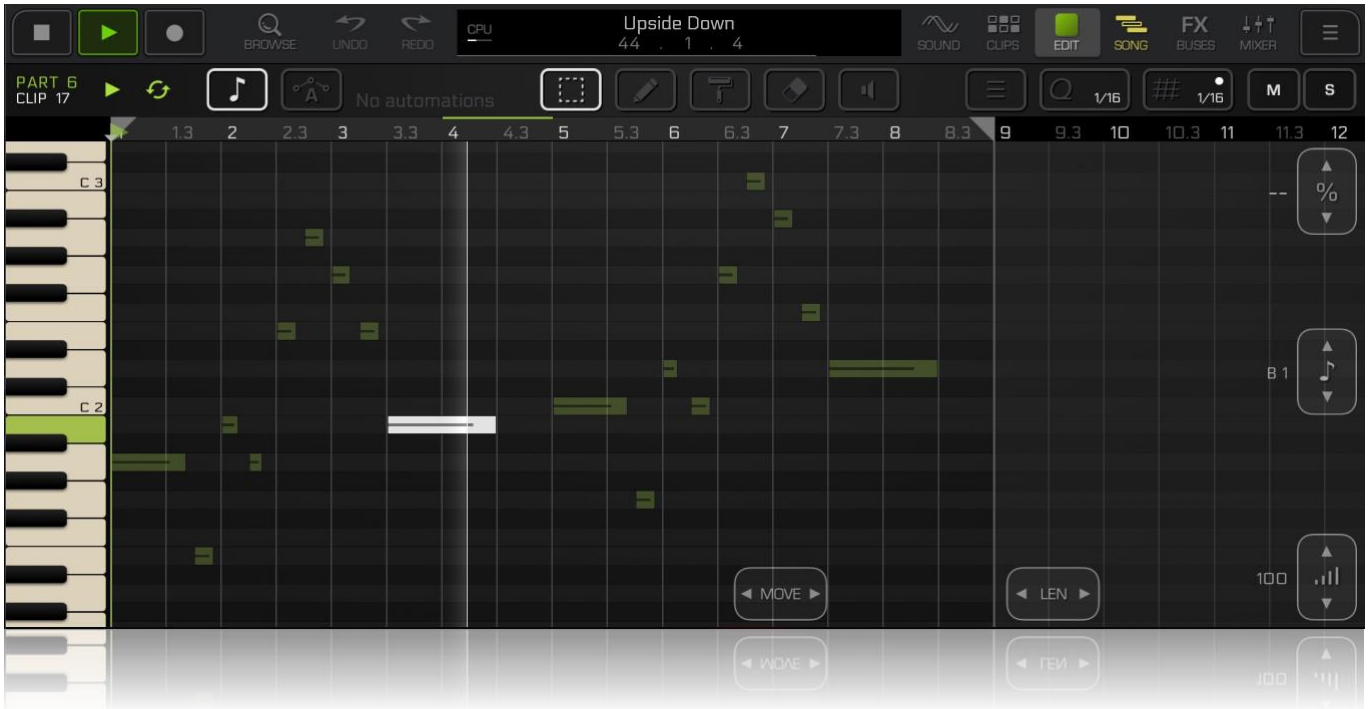 Upside Down
44 . 1 . 4
BROWSE UNDO REDO CPU SOUND CLIPS EDIT SONG FX BUSES MIXER
PART 6
CLIP 17
A No automations 1/16 1/16 M S
1.3 2 2.3 3 3.3 4 4.3 5 5.3 6 6.3 7 7.3 8 8.3 9 9.3 10 10.3 11 11.3 12
C 3 -- %
B 1
C 2
100
MOVE LEN